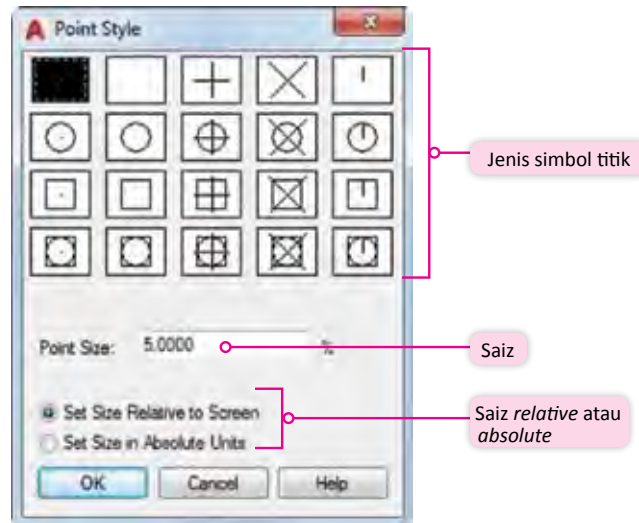 Point Style
Jenis simbol titik
Point Size: 5.0000 %
Saiz
Set Size Relative to Screen
Set Size in Absolute Units
Saiz relative atau
absolute
OK Cancel Help